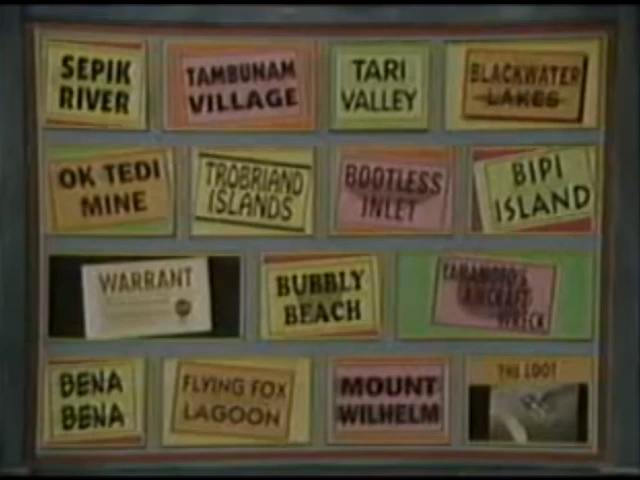 SEPIK
RIVER
TAMBUNAM
VILLAGE
TARI
VALLEY
BLACKWATER
LAKES
OK TEDI
MINE
TROBRIAND
ISLANDS
BOOTLESS
INLET
BIPI
ISLAND
WARRANT
BUBBLY
BEACH
YAMAMOTO'S
AIRCRAFT
WRECK
BENA
BENA
FLYING FOX
LAGOON
MOUNT
WILHELM
THE LOOT